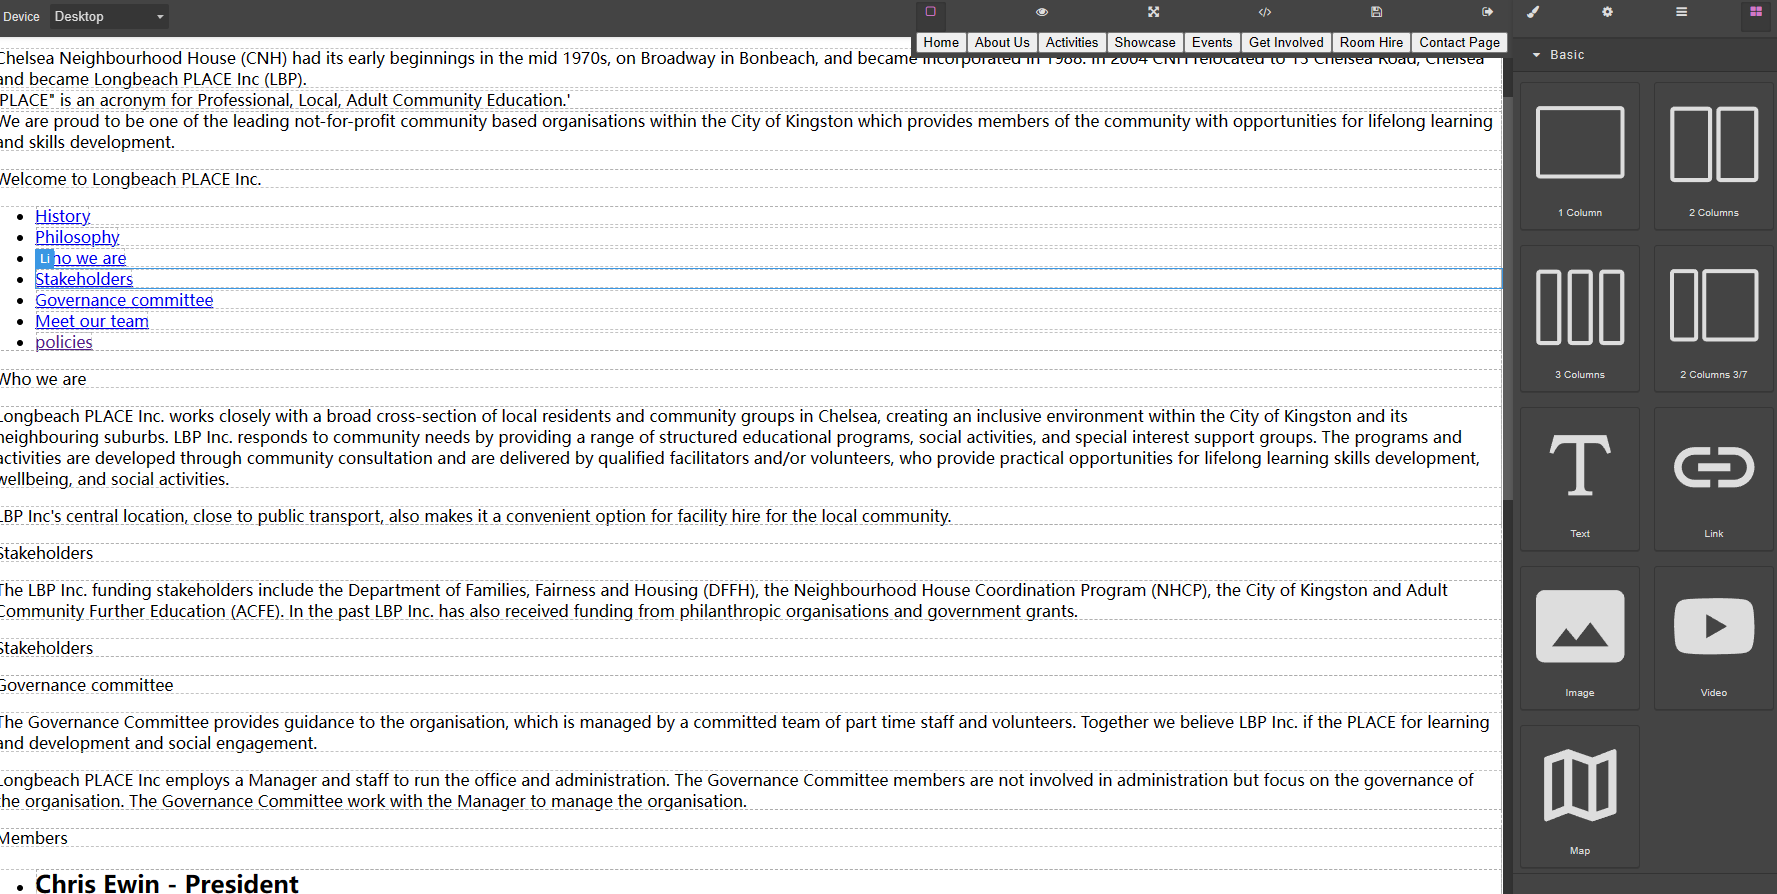 Device Desktop
Home About Us Activities Showcase Events Get Involved Room Hire Contact Page
Basic
Chelsea Neighbourhood House (CNH) had its early beginnings in the mid 1970s, on Broadway in Bonbeach, and became incorporated in 1988. In 2004 CNH relocated to 15 Chelsea Road, Chelsea
and became Longbeach PLACE Inc (LBP).
PLACE" is an acronym for Professional, Local, Adult Community Education.'
We are proud to be one of the leading not-for-profit community based organisations within the City of Kingston which provides members of the community with opportunities for lifelong learning
and skills development.
Welcome to Longbeach PLACE Inc.
History
Philosophy
Li ho we are
Stakeholders
Governance committee
Meet our team
policies
Who we are
Longbeach PLACE Inc. works closely with a broad cross-section of local residents and community groups in Chelsea, creating an inclusive environment within the City of Kingston and its
neighbouring suburbs. LBP Inc. responds to community needs by providing a range of structured educational programs, social activities, and special interest support groups. The programs and
activities are developed through community consultation and are delivered by qualified facilitators and/or volunteers, who provide practical opportunities for lifelong learning skills development,
wellbeing, and social activities.
LBP Inc's central location, close to public transport, also makes it a convenient option for facility hire for the local community.
Stakeholders
The LBP Inc. funding stakeholders include the Department of Families, Fairness and Housing (DFFH), the Neighbourhood House Coordination Program (NHCP), the City of Kingston and Adult
Community Further Education (ACFE). In the past LBP Inc. has also received funding from philanthropic organisations and government grants.
Stakeholders
Governance committee
The Governance Committee provides guidance to the organisation, which is managed by a committed team of part time staff and volunteers. Together we believe LBP Inc. if the PLACE for learning
and development and social engagement.
Longbeach PLACE Inc employs a Manager and staff to run the office and administration. The Governance Committee members are not involved in administration but focus on the governance of
the organisation. The Governance Committee work with the Manager to manage the organisation.
Members
Chris Ewin - President
1 Column
2 Columns
3 Columns
2 Columns 3/7
Text
Link
Image
Video
Map